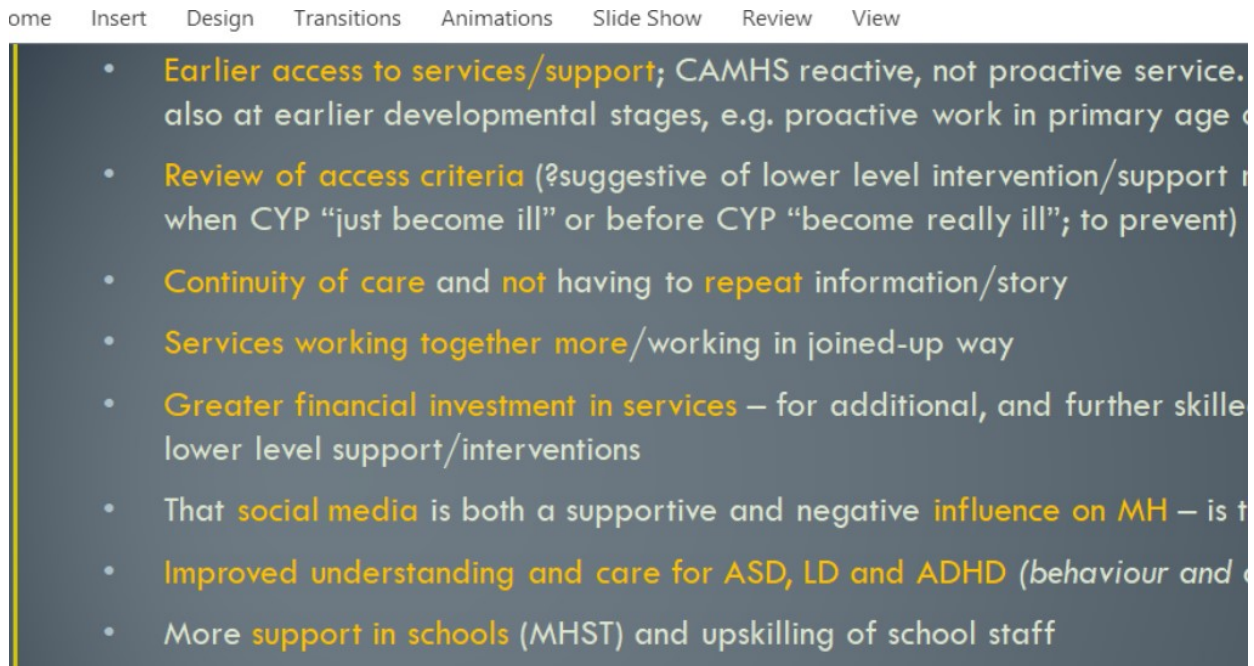 ome Insert Design Transitions Animations Slide Show Review View
• Earlier access to services/support; CAMHS reactive, not proactive service.
also at earlier developmental stages, e.g. proactive work in primary age
• Review of access criteria (?suggestive of lower level intervention/support
when CYP “just become ill” or before CYP “become really ill”; to prevent)
• Continuity of care and not having to repeat information/story
• Services working together more/working in joined-up way
• Greater financial investment in services – for additional, and further skille
lower level support/interventions
• That social media is both a supportive and negative influence on MH – is t
• Improved understanding and care for ASD, LD and ADHD (behaviour and
• More support in schools (MHST) and upskilling of school staff